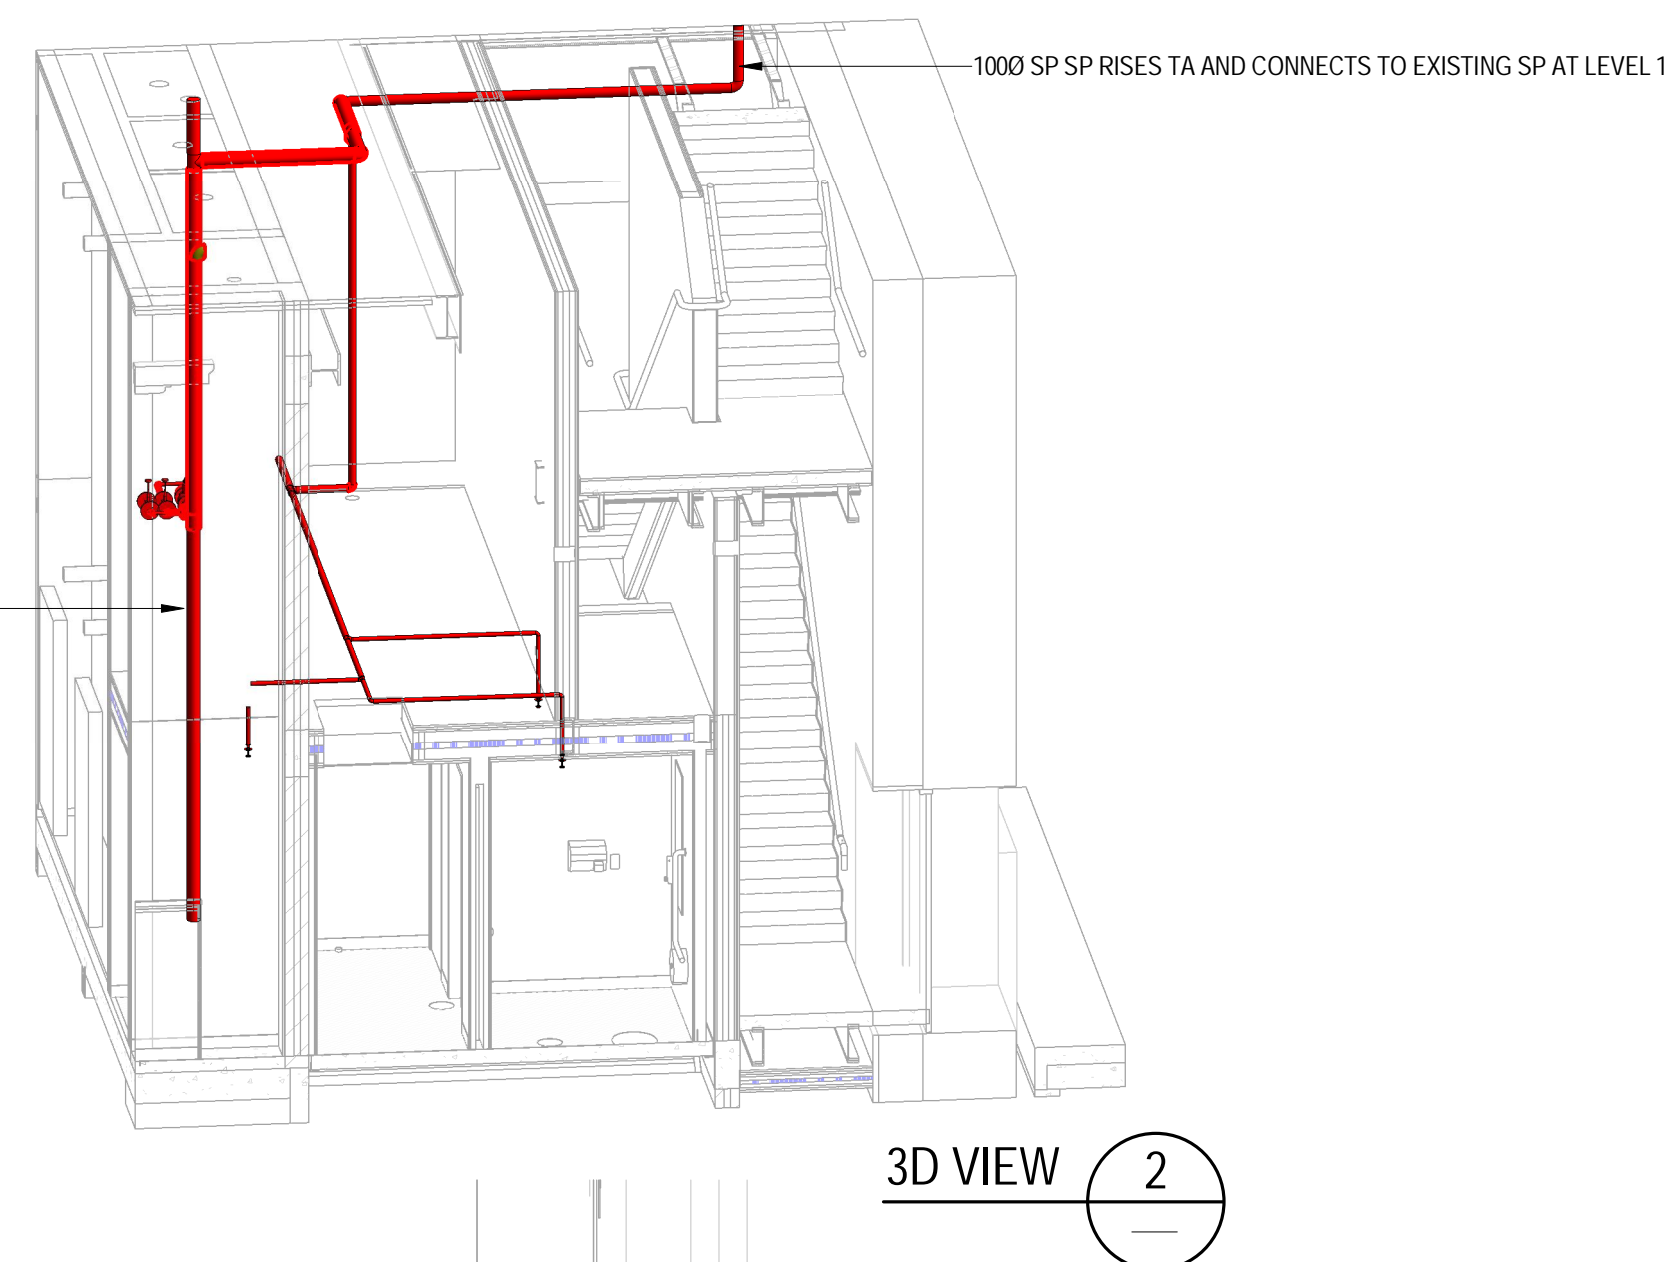 100Ø SP SP RISES TA AND CONNECTS TO EXISTING SP AT LEVEL 1
3D VIEW
2